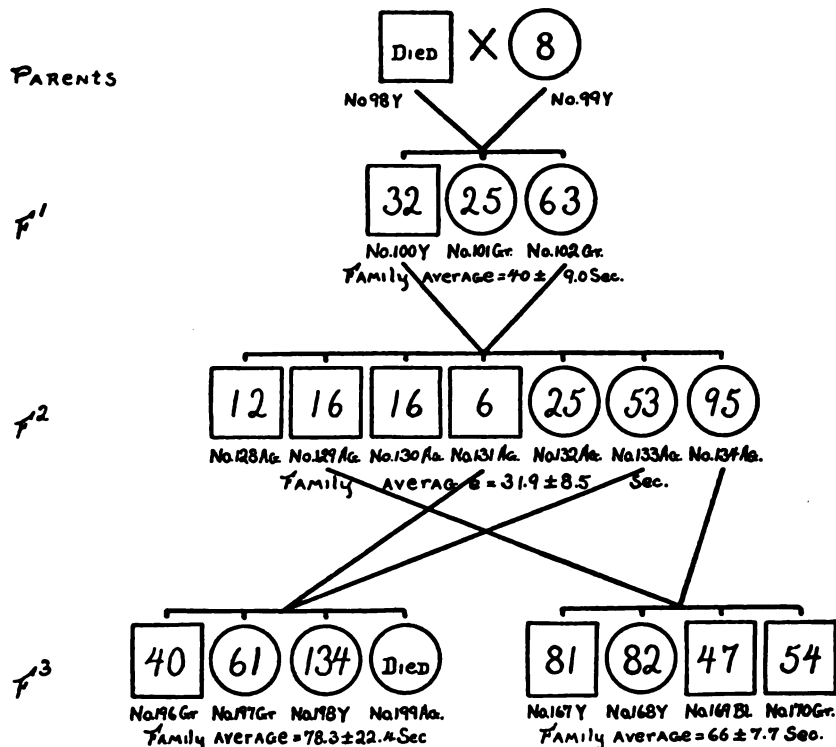 Died X 8
PARENTS
No98Y No.99Y
32 25 63
F1
No.100Y No.101Gr. No.102Gr.
FAMILY AVERAGE=40± 9.0Sec.
12 16 16 6 25 53 95
F2
No.128AG No.129AG No.130AG. No.131AG. No.132AG. No.133AG. No.134AG.
FAMILY AVERAGE=31.9±8.5 Sec.
40 61 134 Died 81 82 47 54
F3
No.196Gr No.197Gr No.198Y No.199AG. No.167Y No.168Y No.169BL No.170Gr.
FAMILY AVERAGE=78.3±22.4Sec FAMILY AVERAGE=66±7.7 Sec.